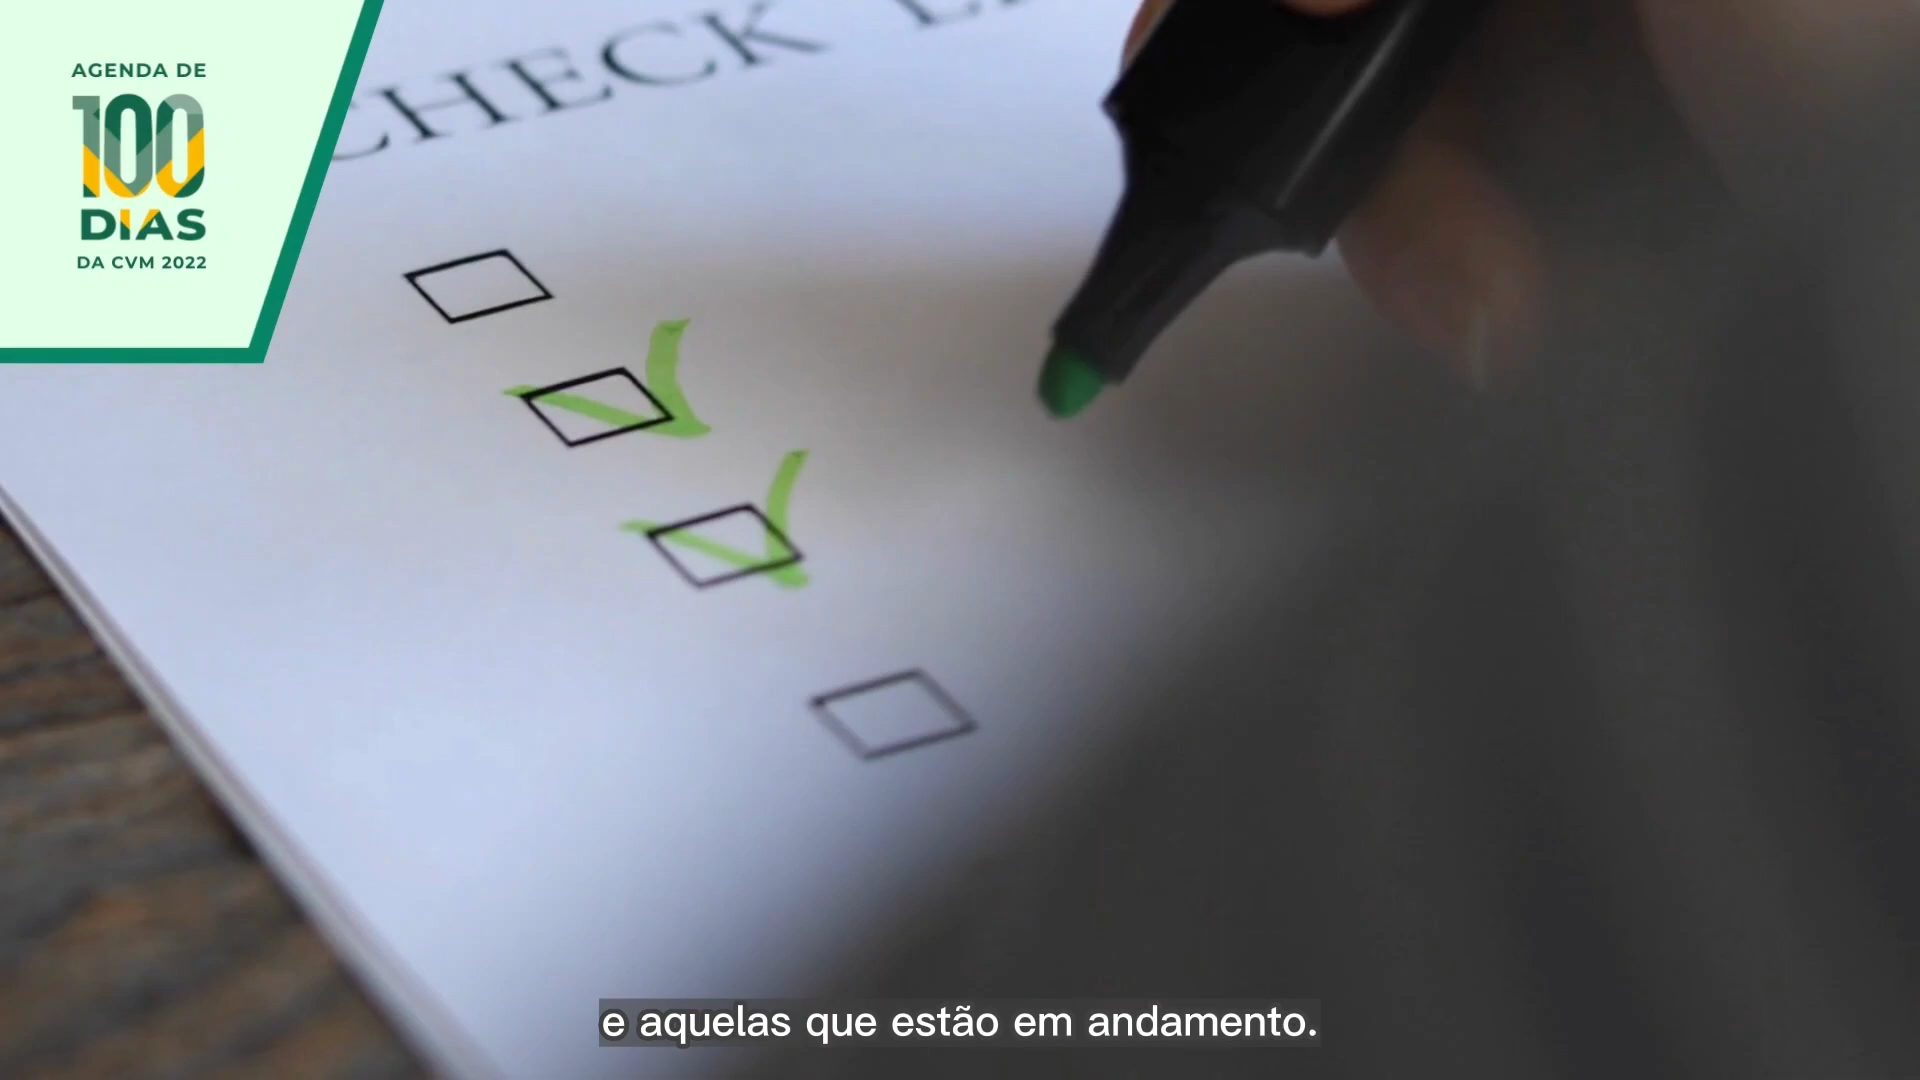 AGENDA DE
100
DIAS
DA CVM 2022
CHECK
e aquelas que estão em andamento.